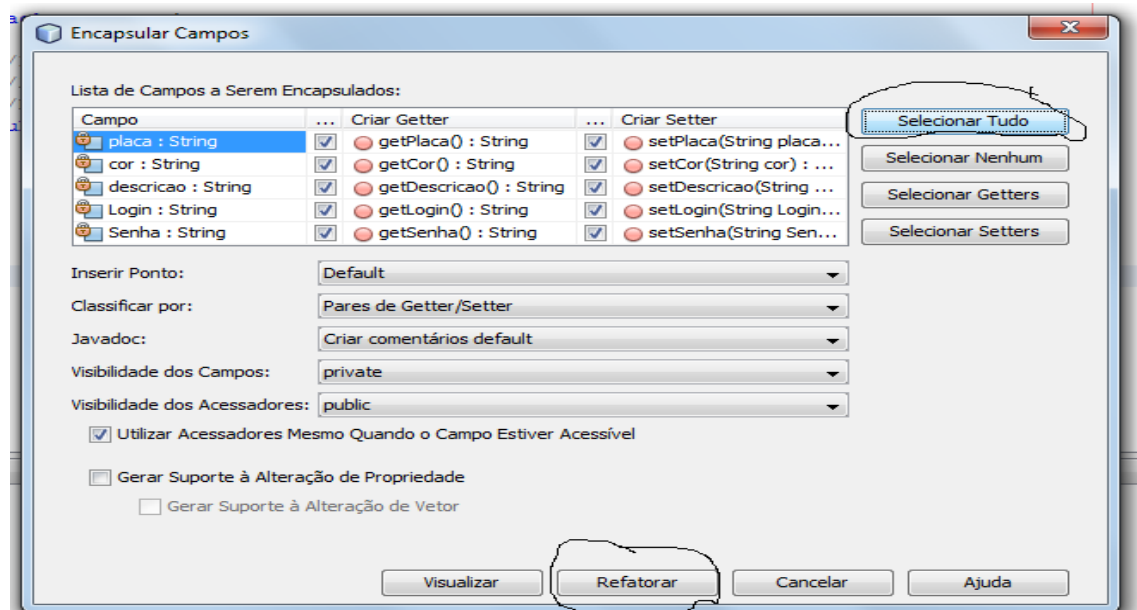 Encapsular Campos
Lista de Campos a Serem Encapsulados:
Campo ... Criar Getter ... Criar Setter
placa : String getPlaca() : String setPlaca(String placa...
cor : String getCor() : String setCor(String cor) : ...
descricao : String getDescricao() : String setDescricao(String ...
Login : String getLogin() : String setLogin(String Login...
Senha : String getSenha() : String setSenha(String Sen...
Selecionar Tudo
Selecionar Nenhum
Selecionar Getters
Selecionar Setters
Inserir Ponto: Default
Classificar por: Pares de Getter/Setter
Javadoc: Criar comentários default
Visibilidade dos Campos: private
Visibilidade dos Acessadores: public
Utilizar Acessadores Mesmo Quando o Campo Estiver Acessível
Gerar Suporte à Alteração de Propriedade
Gerar Suporte à Alteração de Vetor
Visualizar Refatorar Cancelar Ajuda